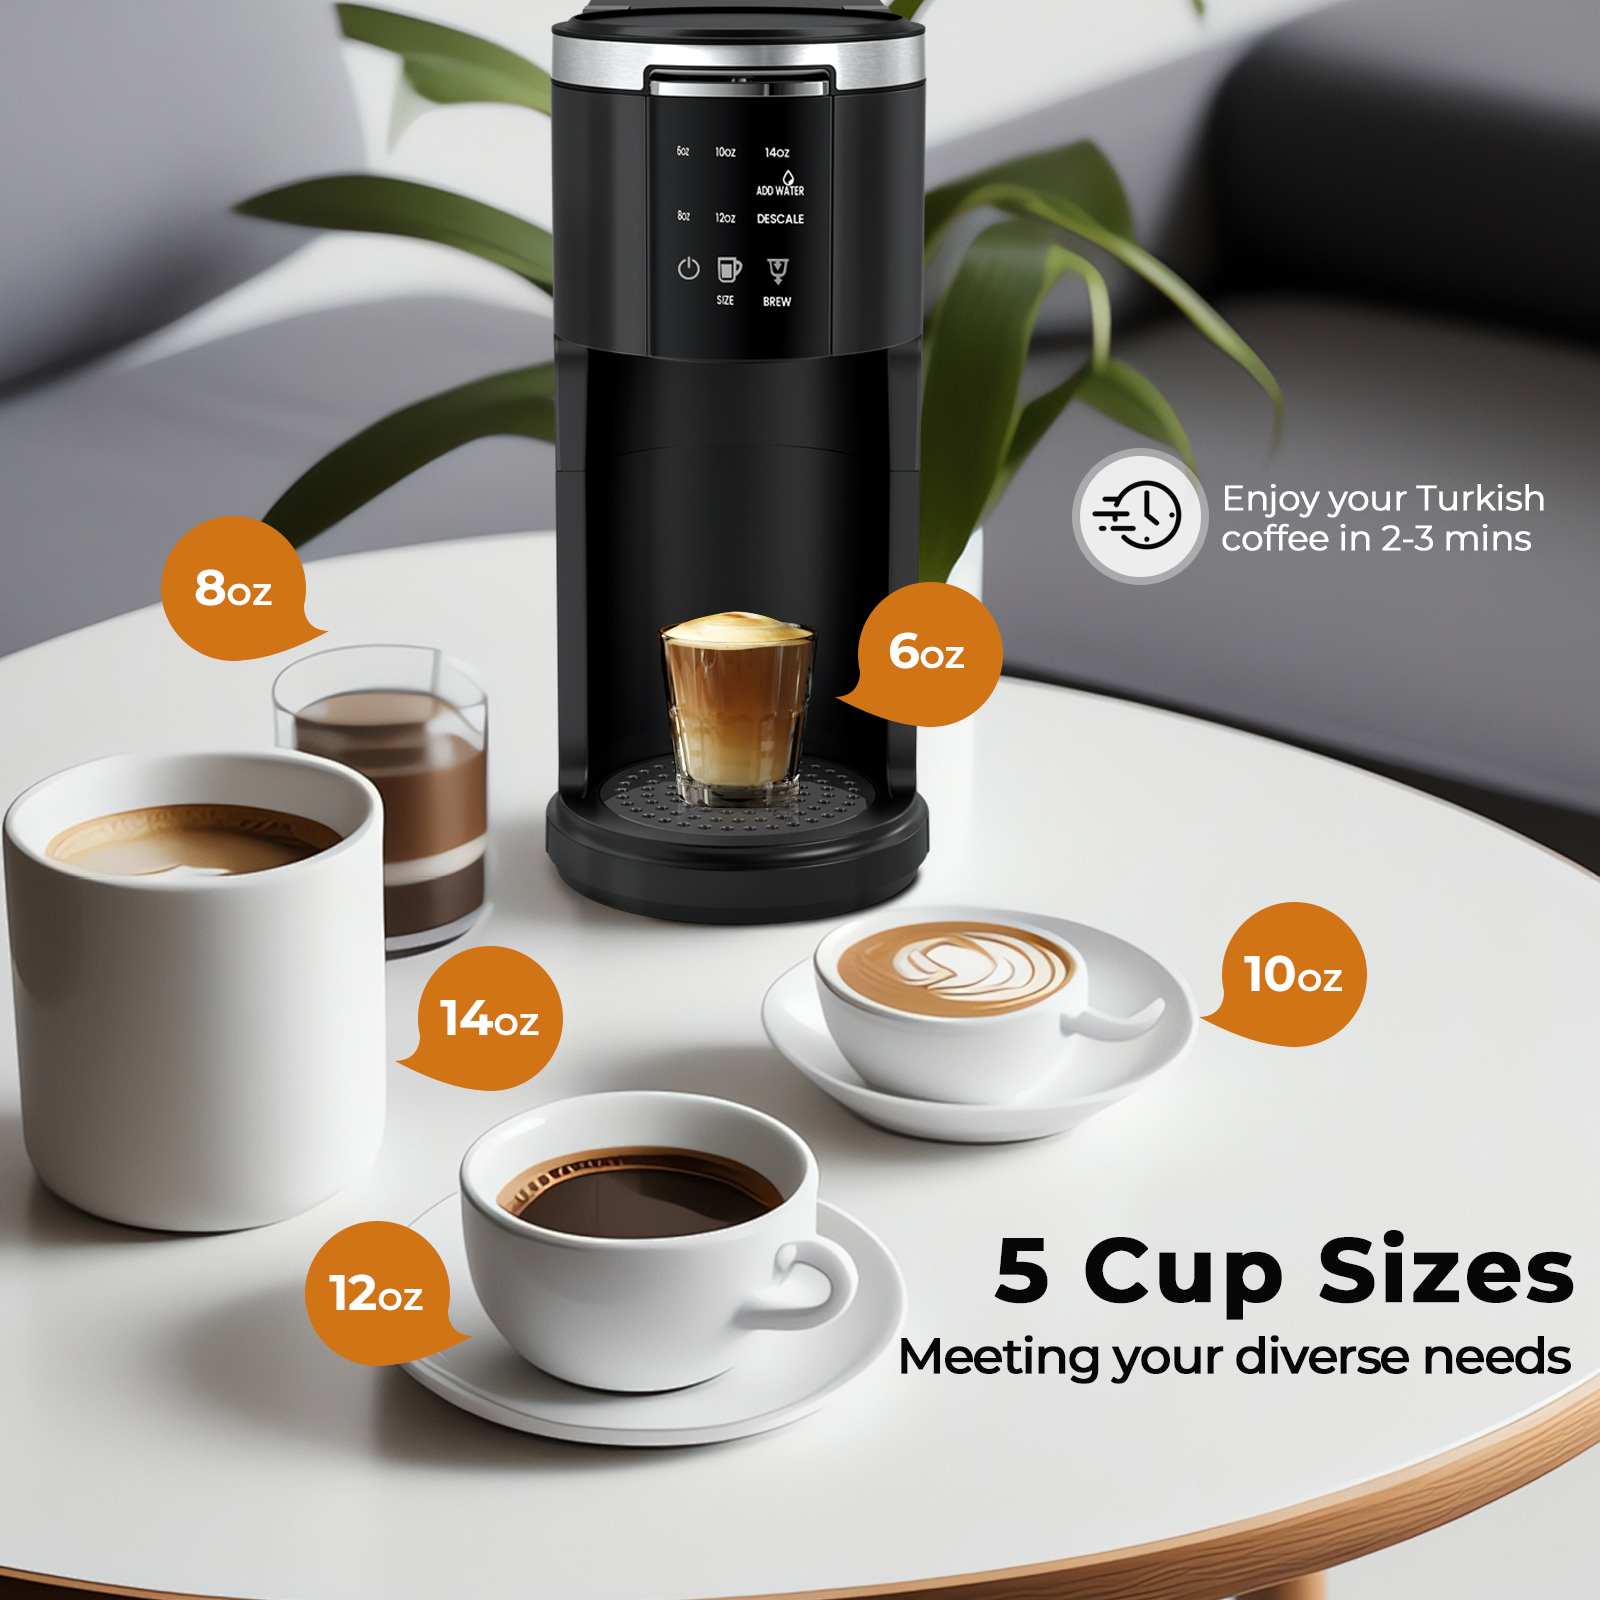 6oz 10oz 14oz
ADD WATER
8oz 12oz DESCALE
SIZE BREW
Enjoy your Turkish
coffee in 2-3 mins
8oz
6oz
14oz
10oz
12oz
5 Cup Sizes
Meeting your diverse needs